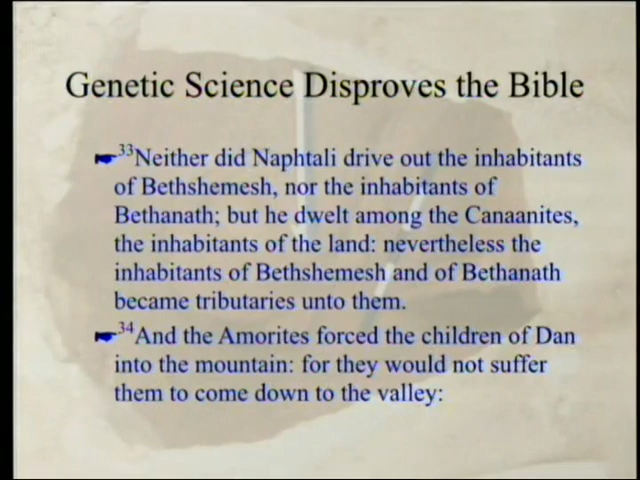 Genetic Science Disproves the Bible
33Neither did Naphtali drive out the inhabitants
of Bethshemesh, nor the inhabitants of
Bethanath; but he dwelt among the Canaanites,
the inhabitants of the land: nevertheless the
inhabitants of Bethshemesh and of Bethanath
became tributaries unto them.
34And the Amorites forced the children of Dan
into the mountain: for they would not suffer
them to come down to the valley: